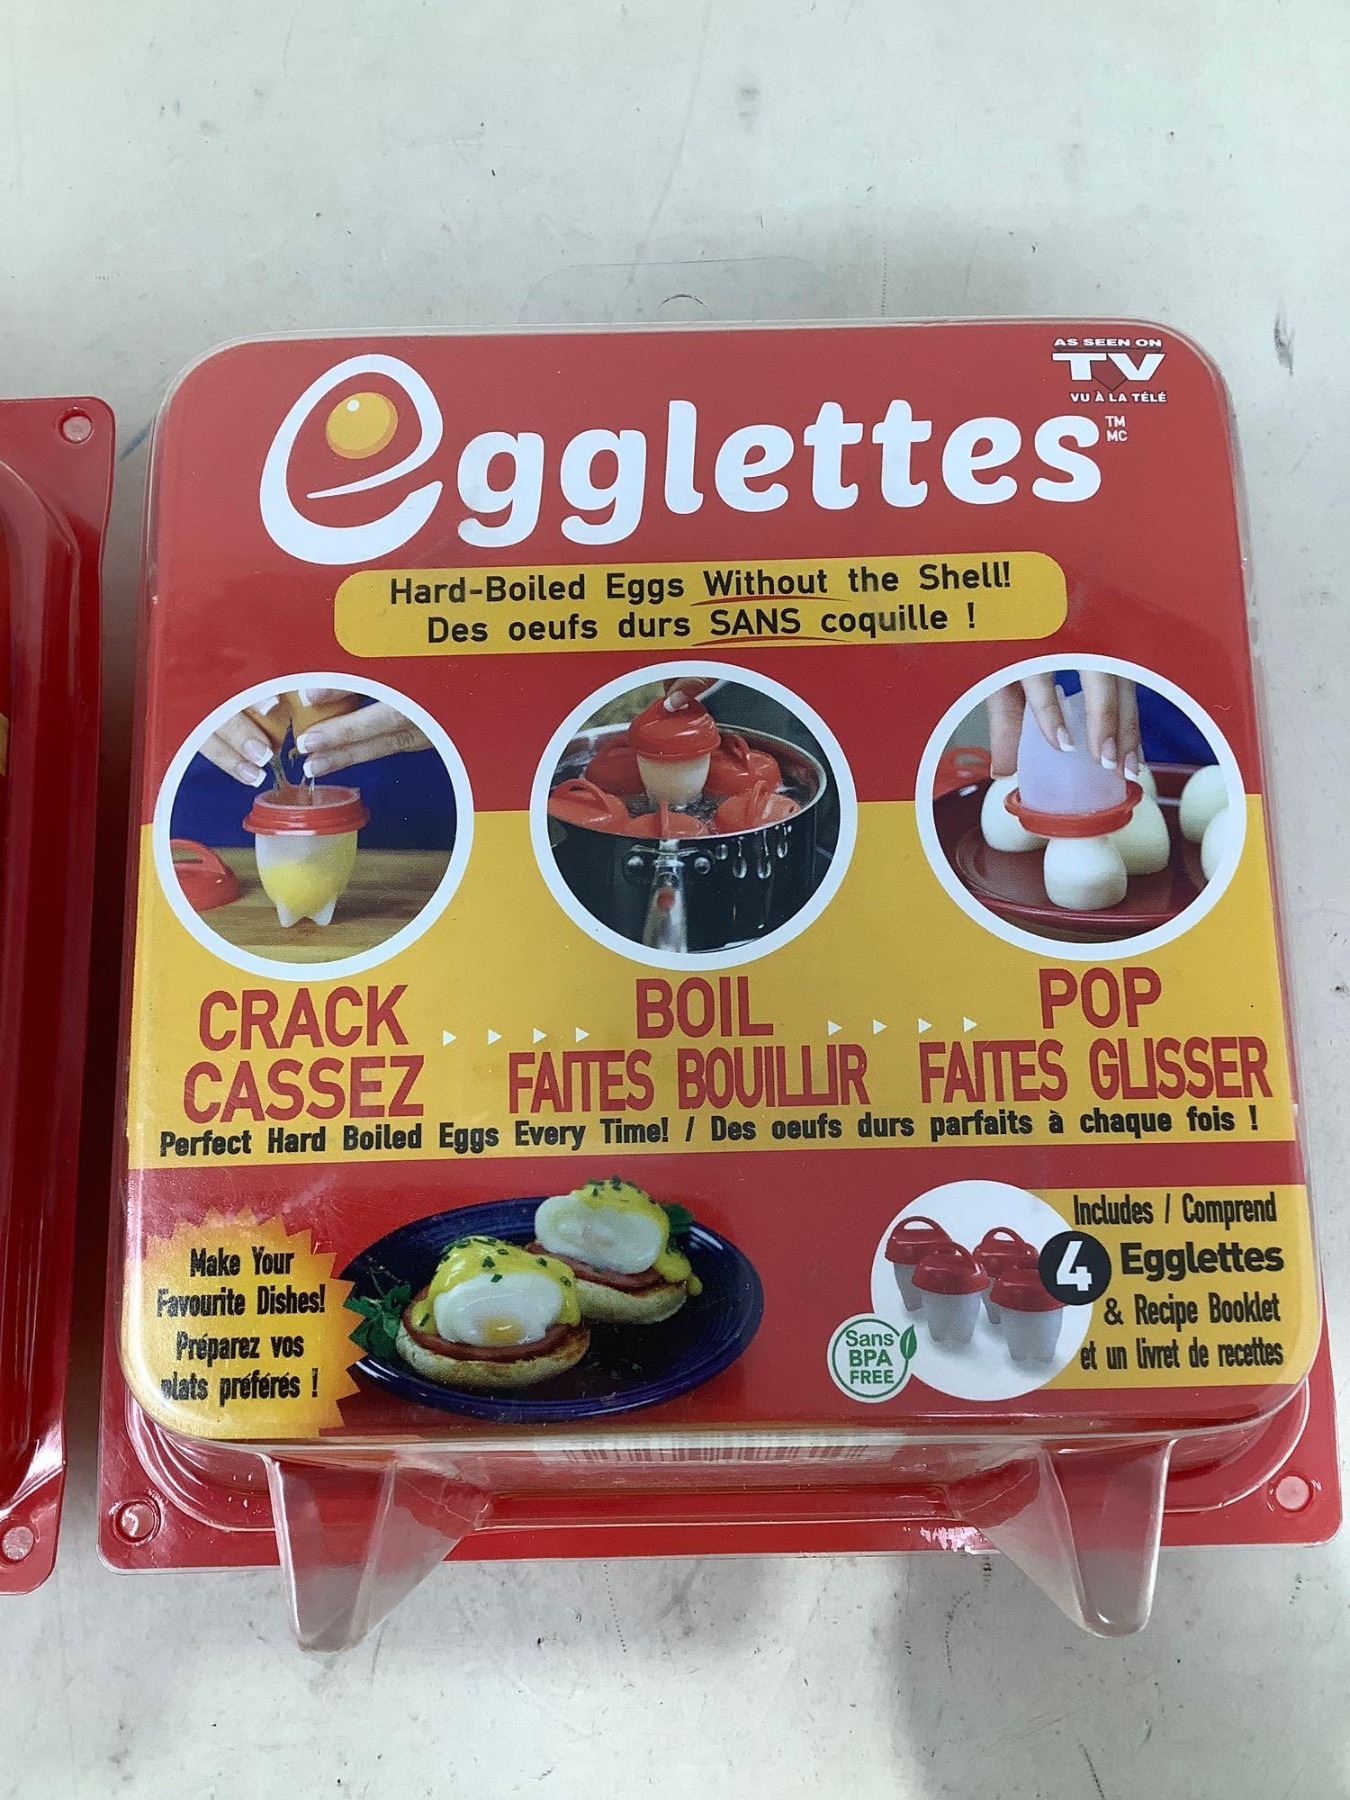 AS SEEN ON
TV
VU À LA TÉLÉ
egglettes
TM
MC
Hard-Boiled Eggs Without the Shell!
Des oeufs durs SANS coquille !
CRACK
CASSEZ
BOIL
FAITES BOUILLIR
POP
FAITES GLISSER
Perfect Hard Boiled Eggs Every Time! / Des oeufs durs parfaits à chaque fois !
Make Your
Favourite Dishes!
Préparez vos
plats préférés !
Sans
BPA
FREE
Includes / Comprend
4 Egglettes
& Recipe Booklet
et un livret de recettes